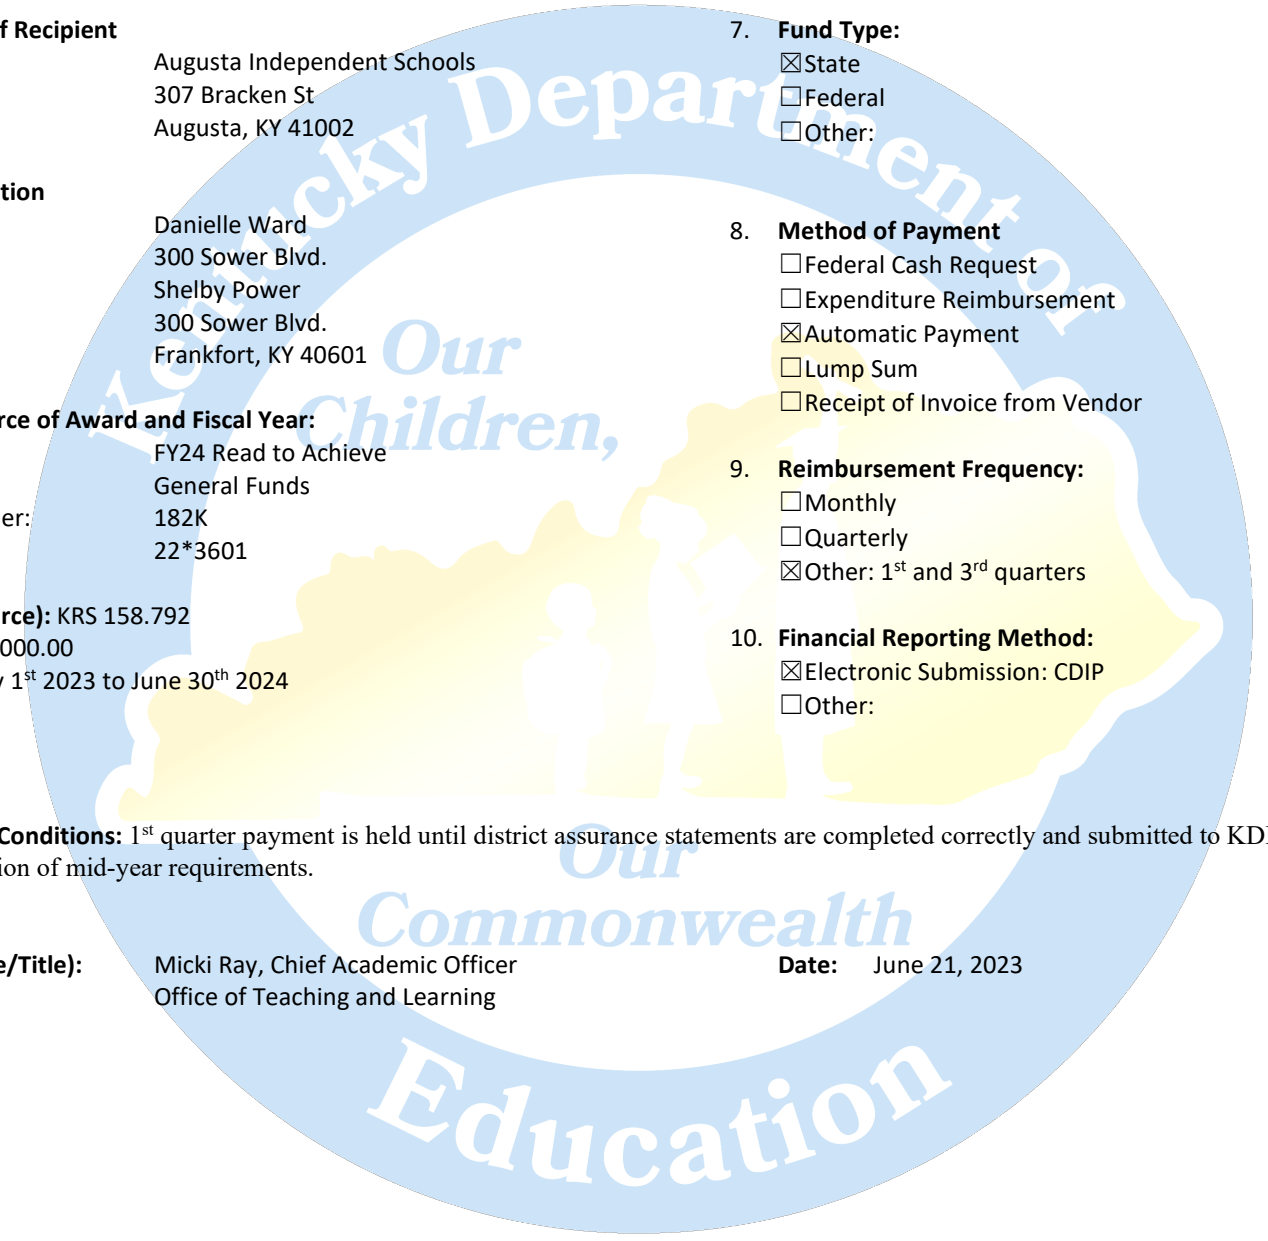 f Recipient
Augusta Independent Schools
307 Bracken St
Augusta, KY 41002
tion
Danielle Ward
300 Sower Blvd.
Shelby Power
300 Sower Blvd.
Frankfort, KY 40601
rce of Award and Fiscal Year:
FY24 Read to Achieve
General Funds
er: 182K
22*3601
rce): KRS 158.792
000.00
y 1st 2023 to June 30th 2024
7. Fund Type:
☒State
☐Federal
☐Other:
8. Method of Payment
☐Federal Cash Request
☐Expenditure Reimbursement
☒Automatic Payment
☐Lump Sum
☐Receipt of Invoice from Vendor
9. Reimbursement Frequency:
☐Monthly
☐Quarterly
☒Other: 1st and 3rd quarters
10. Financial Reporting Method:
☒Electronic Submission: CDIP
☐Other:
Conditions: 1st quarter payment is held until district assurance statements are completed correctly and submitted to KD
ion of mid-year requirements.
e/Title): Micki Ray, Chief Academic Officer
Office of Teaching and Learning
Date: June 21, 2023
Kentucky Department of
Education
Our
Children,
Our
Commonwealth